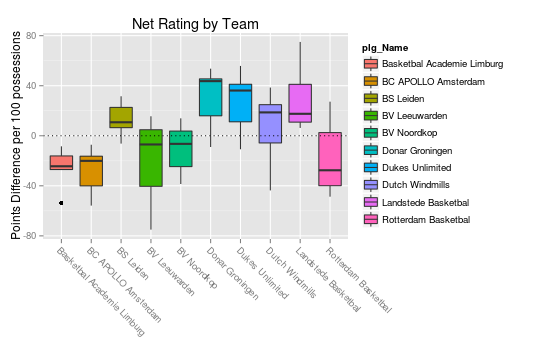 Net Rating by Team
Points Difference per 100 possessions
80
40
0
-40
-80
Basketbal Academie Limburg
BC APOLLO Amsterdam
BS Leiden
BV Leeuwarden
BV Noordkop
Donar Groningen
Dukes Unlimited
Dutch Windmills
Landstede Basketbal
Rotterdam Basketbal
plg_Name
Basketbal Academie Limburg
BC APOLLO Amsterdam
BS Leiden
BV Leeuwarden
BV Noordkop
Donar Groningen
Dukes Unlimited
Dutch Windmills
Landstede Basketbal
Rotterdam Basketbal